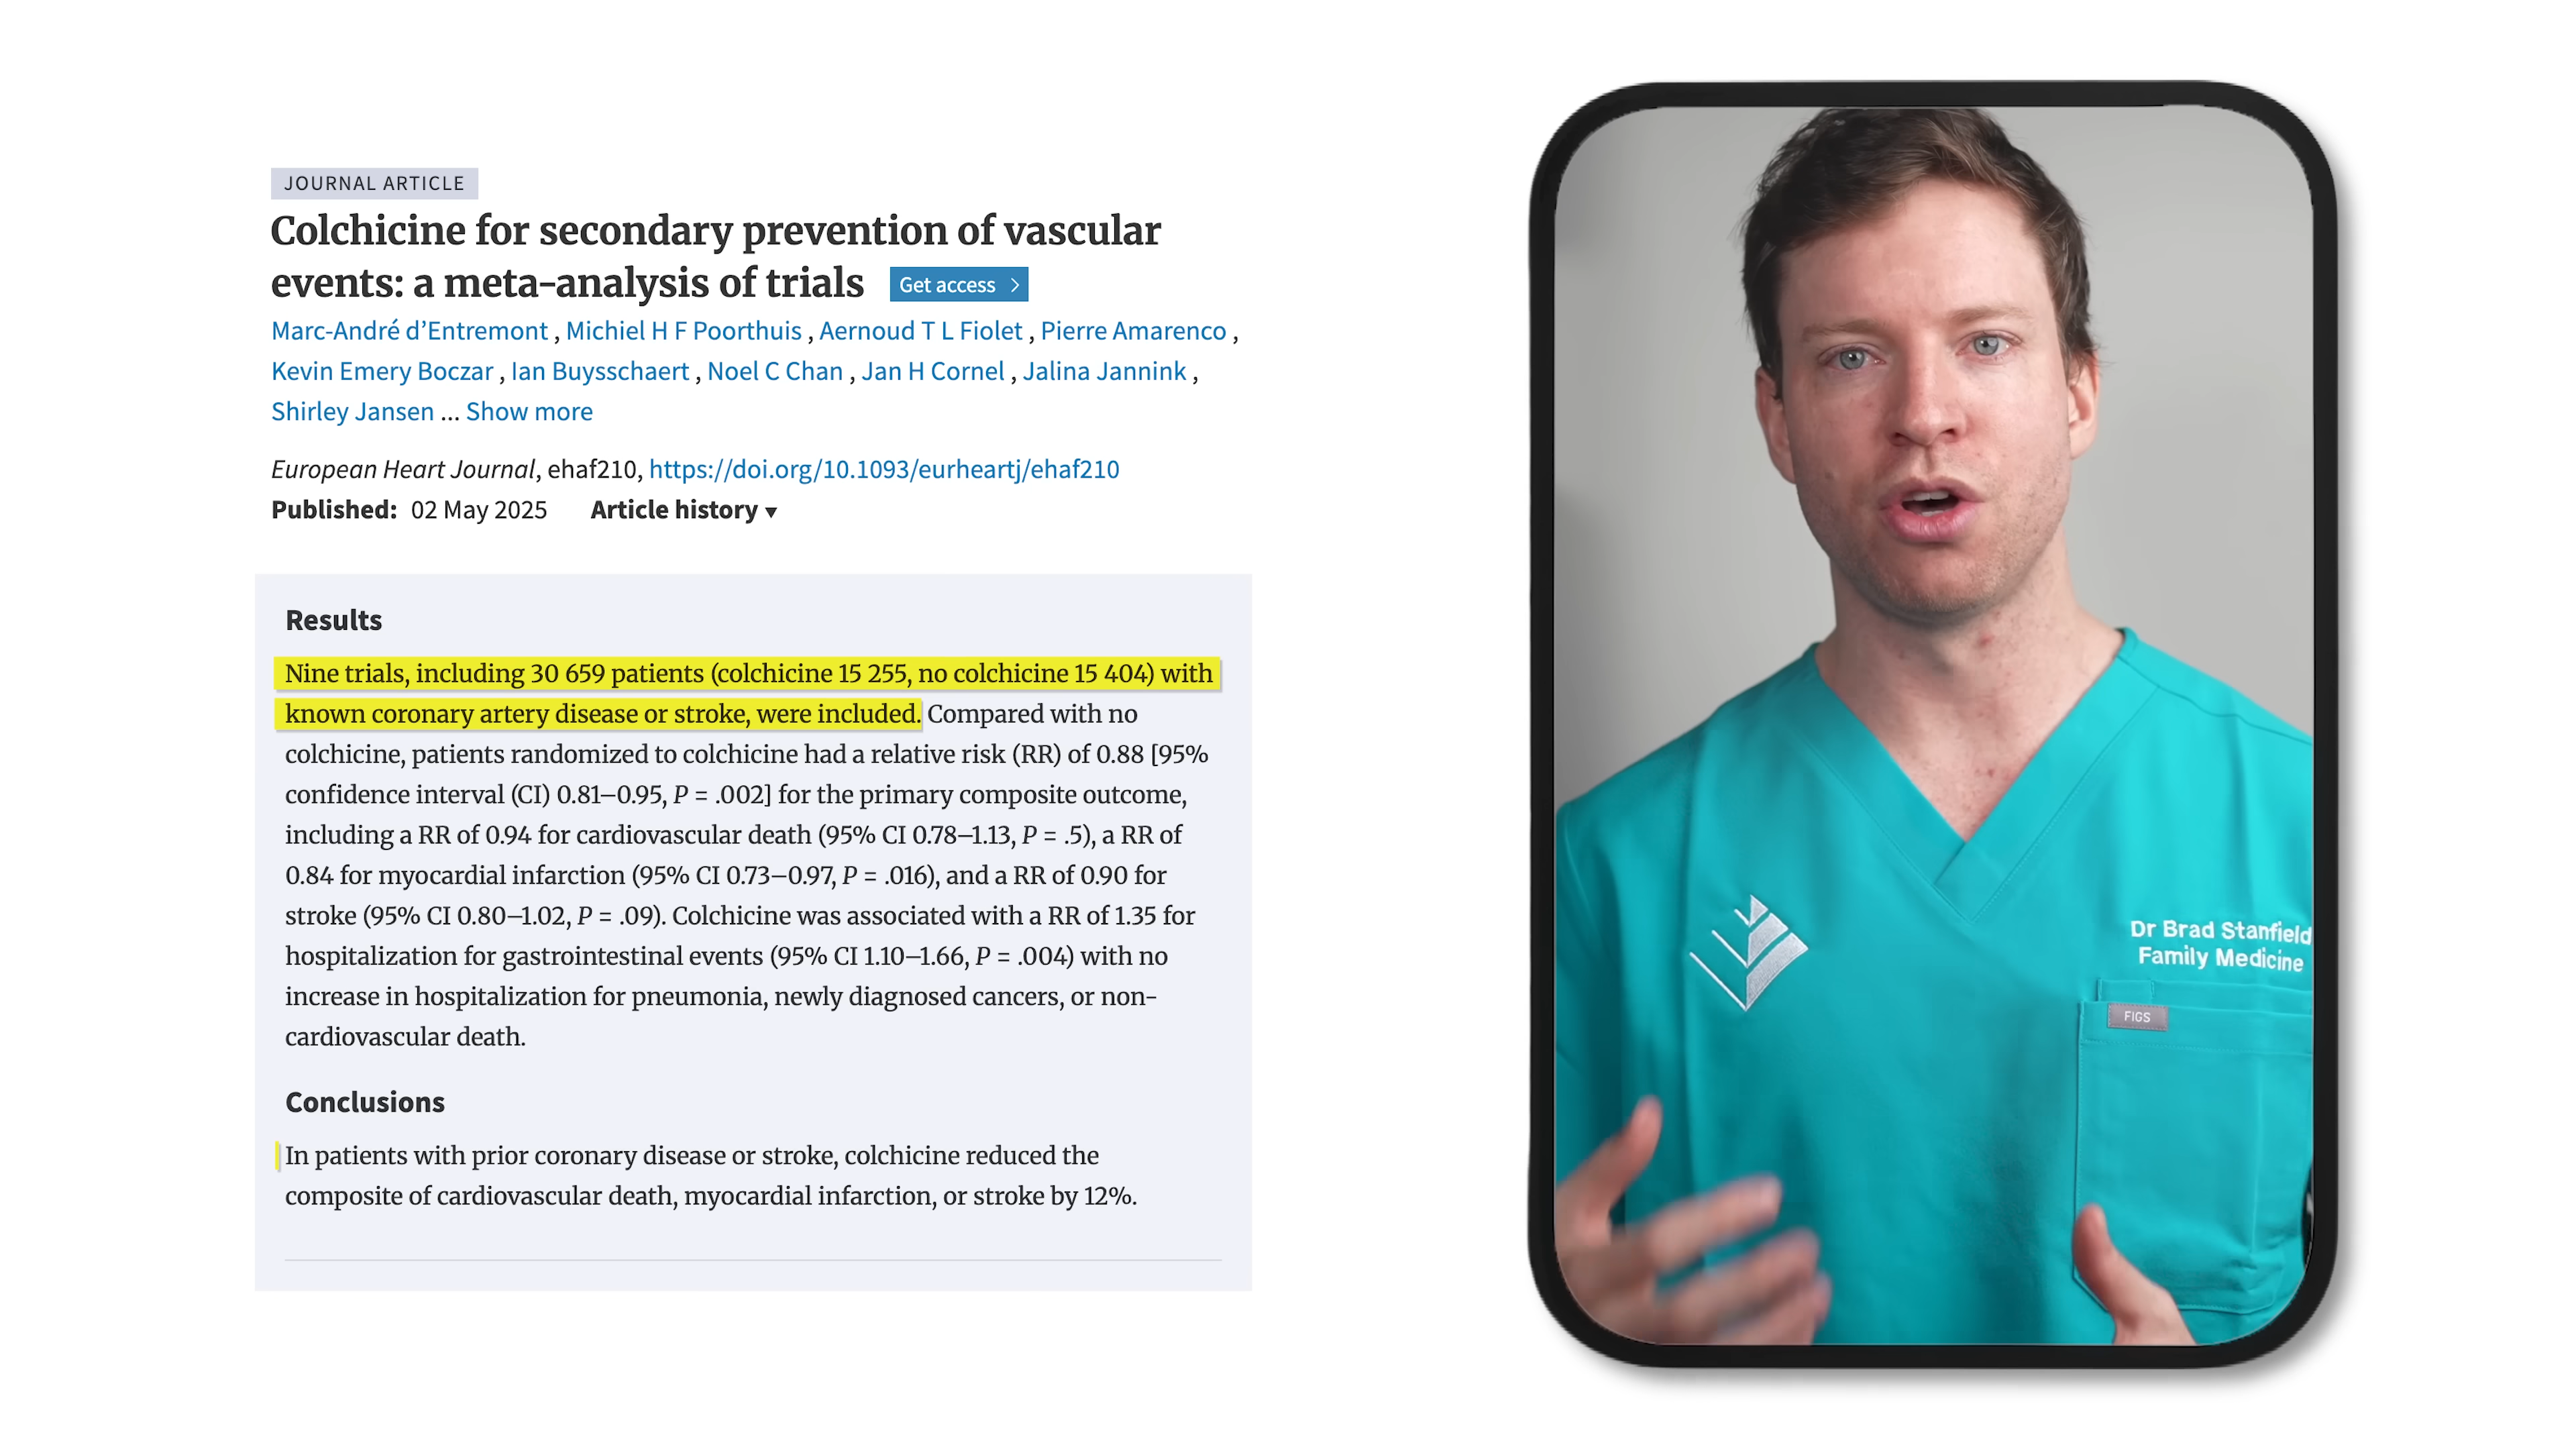 JOURNAL ARTICLE
Colchicine for secondary prevention of vascular
events: a meta-analysis of trials Get access >
Marc-André d’Entremont , Michiel H F Poorthuis , Aernoud T L Fiolet , Pierre Amarenco ,
Kevin Emery Boczar , Ian Buysschaert , Noel C Chan , Jan H Cornel , Jalina Jannink ,
Shirley Jansen ... Show more
European Heart Journal, ehaf210, https://doi.org/10.1093/eurheartj/ehaf210
Published: 02 May 2025 Article history ▼
Results
Nine trials, including 30 659 patients (colchicine 15 255, no colchicine 15 404) with
known coronary artery disease or stroke, were included. Compared with no
colchicine, patients randomized to colchicine had a relative risk (RR) of 0.88 [95%
confidence interval (CI) 0.81–0.95, P = .002] for the primary composite outcome,
including a RR of 0.94 for cardiovascular death (95% CI 0.78–1.13, P = .5), a RR of
0.84 for myocardial infarction (95% CI 0.73–0.97, P = .016), and a RR of 0.90 for
stroke (95% CI 0.80–1.02, P = .09). Colchicine was associated with a RR of 1.35 for
hospitalization for gastrointestinal events (95% CI 1.10–1.66, P = .004) with no
increase in hospitalization for pneumonia, newly diagnosed cancers, or non-
cardiovascular death.
Conclusions
In patients with prior coronary disease or stroke, colchicine reduced the
composite of cardiovascular death, myocardial infarction, or stroke by 12%.
Dr Brad Stanfield
Family Medicine
FIGS